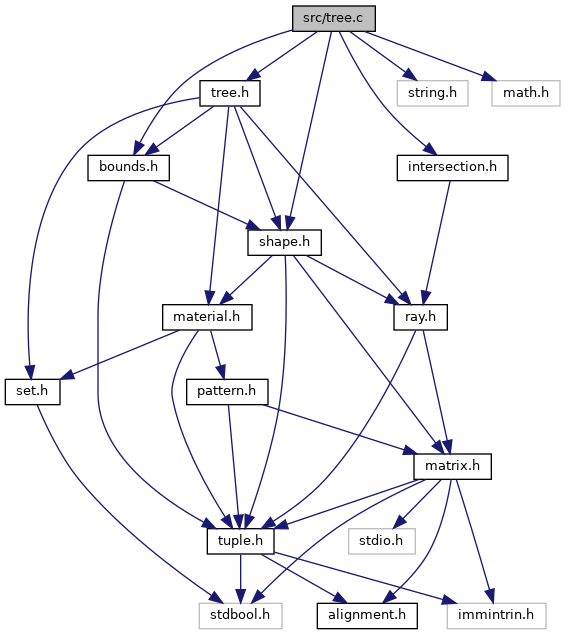 src/tree.c
tree.h
string.h
math.h
bounds.h
intersection.h
shape.h
material.h
ray.h
set.h
pattern.h
matrix.h
tuple.h
stdio.h
stdbool.h
alignment.h
immintrin.h